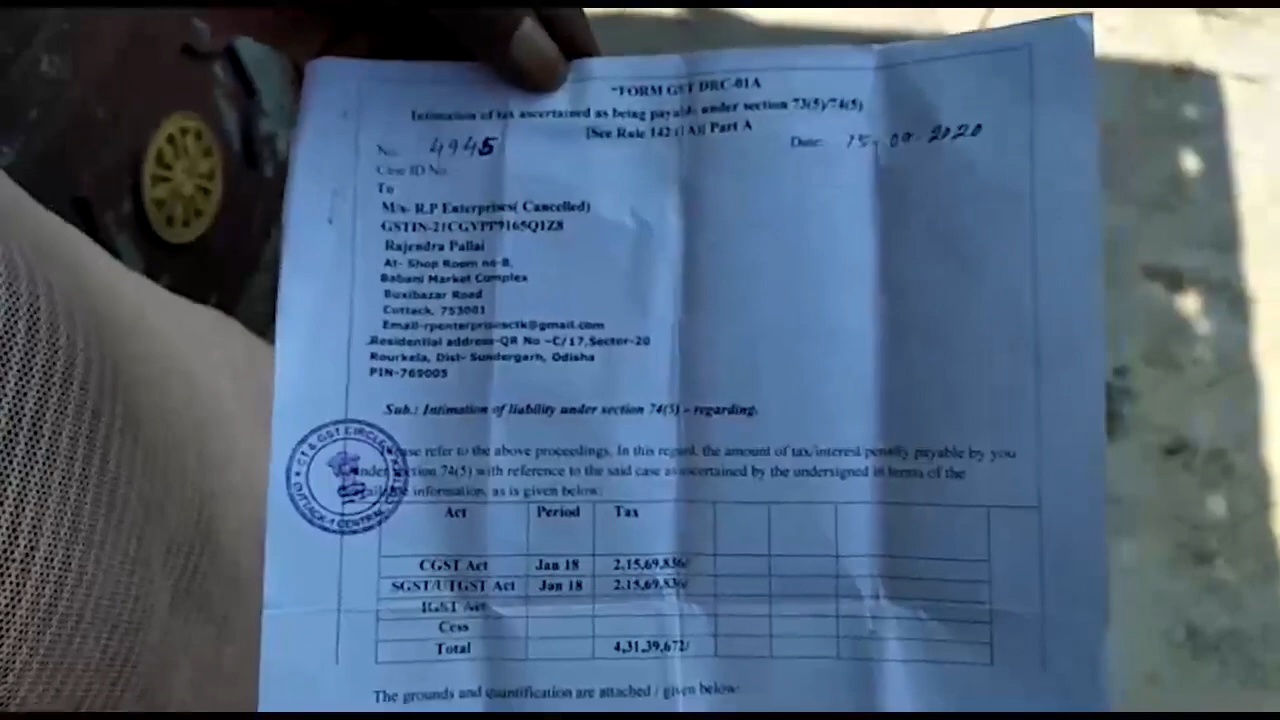 "FORM GST DRC-01A
Intimation of tax ascertained as being payable under section 73(5)/74(5)
[See Rule 142 (1A)] Part A
No. 4945 Date: 15-09-2020
Case ID No.
To
M/s- R.P Enterprises( Cancelled)
GSTIN-21CGVPP9165Q1Z8
Rajendra Pallai
At- Shop Room no-8,
Babani Market Complex
Buxibazar Road
Cuttack, 753001
Email-rpenterprisesctk@gmail.com
Residential address-QR No -C/17,Sector-20
Rourkela, Dist- Sundergarh, Odisha
PIN-769005
Sub.: Intimation of liability under section 74(5) – regarding.
Please refer to the above proceedings. In this regard, the amount of tax/interest/penalty payable by you
under section 74(5) with reference to the said case as ascertained by the undersigned in terms of the
available information, as is given below:
CT & GST CIRCLE
CUTTACK-1 CENTRAL
Act Period Tax
CGST Act Jan 18 2,15,69,836/
SGST/UTGST Act Jan 18 2,15,69,836/
IGST Act
Cess
Total 4,31,39,672/
The grounds and quantification are attached / given below: